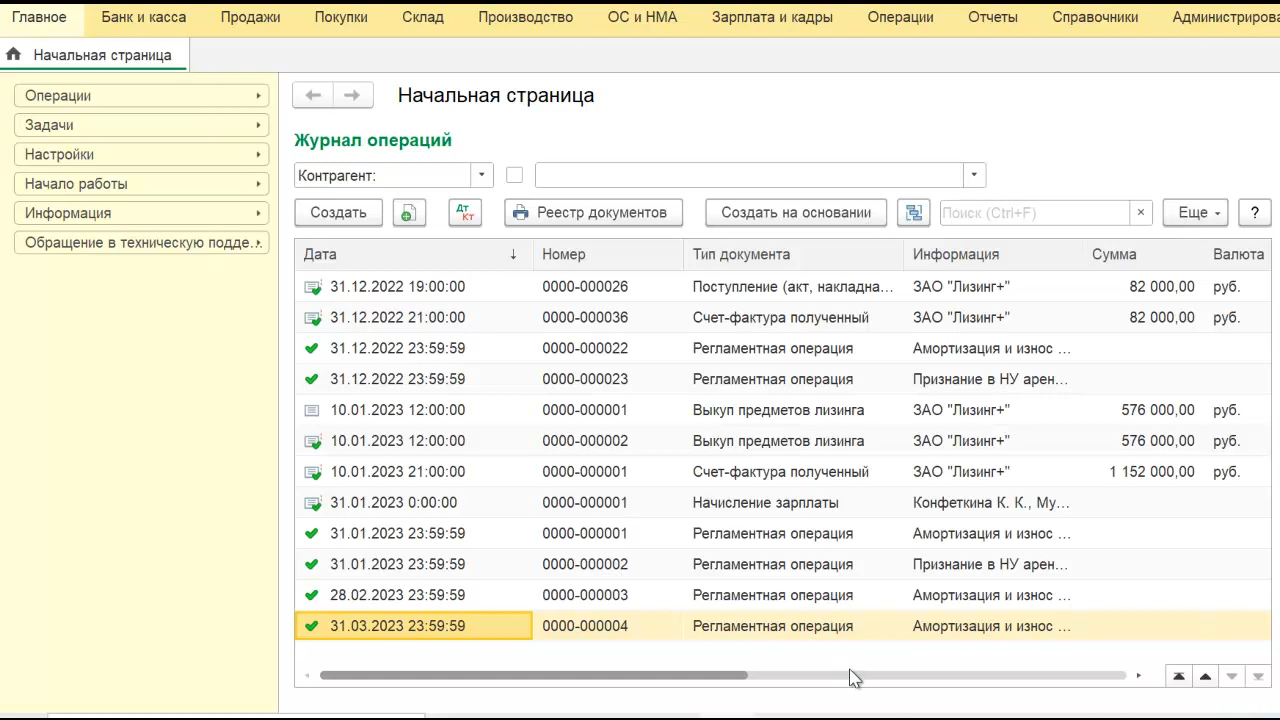 Главное Банк и касса Продажи Покупки Склад Производство ОС и НМА Зарплата и кадры Операции Отчеты Справочники Администрирова
Начальная страница
Операции
Задачи
Настройки
Начало работы
Информация
Обращение в техническую подде...
Начальная страница
Журнал операций
Контрагент:
Создать Дт Кт Реестр документов Создать на основании Поиск (Ctrl+F) × Еще ?
Дата ↓ Номер Тип документа Информация Сумма Валюта
31.12.2022 19:00:00 0000-000026 Поступление (акт, накладна... ЗАО "Лизинг+" 82 000,00 руб.
31.12.2022 21:00:00 0000-000036 Счет-фактура полученный ЗАО "Лизинг+" 82 000,00 руб.
31.12.2022 23:59:59 0000-000022 Регламентная операция Амортизация и износ ...
31.12.2022 23:59:59 0000-000023 Регламентная операция Признание в НУ арен...
10.01.2023 12:00:00 0000-000001 Выкуп предметов лизинга ЗАО "Лизинг+" 576 000,00 руб.
10.01.2023 12:00:00 0000-000002 Выкуп предметов лизинга ЗАО "Лизинг+" 576 000,00 руб.
10.01.2023 21:00:00 0000-000001 Счет-фактура полученный ЗАО "Лизинг+" 1 152 000,00 руб.
31.01.2023 0:00:00 0000-000001 Начисление зарплаты Конфеткина К. К., Му...
31.01.2023 23:59:59 0000-000001 Регламентная операция Амортизация и износ ...
31.01.2023 23:59:59 0000-000002 Регламентная операция Признание в НУ арен...
28.02.2023 23:59:59 0000-000003 Регламентная операция Амортизация и износ ...
31.03.2023 23:59:59 0000-000004 Регламентная операция Амортизация и износ ...